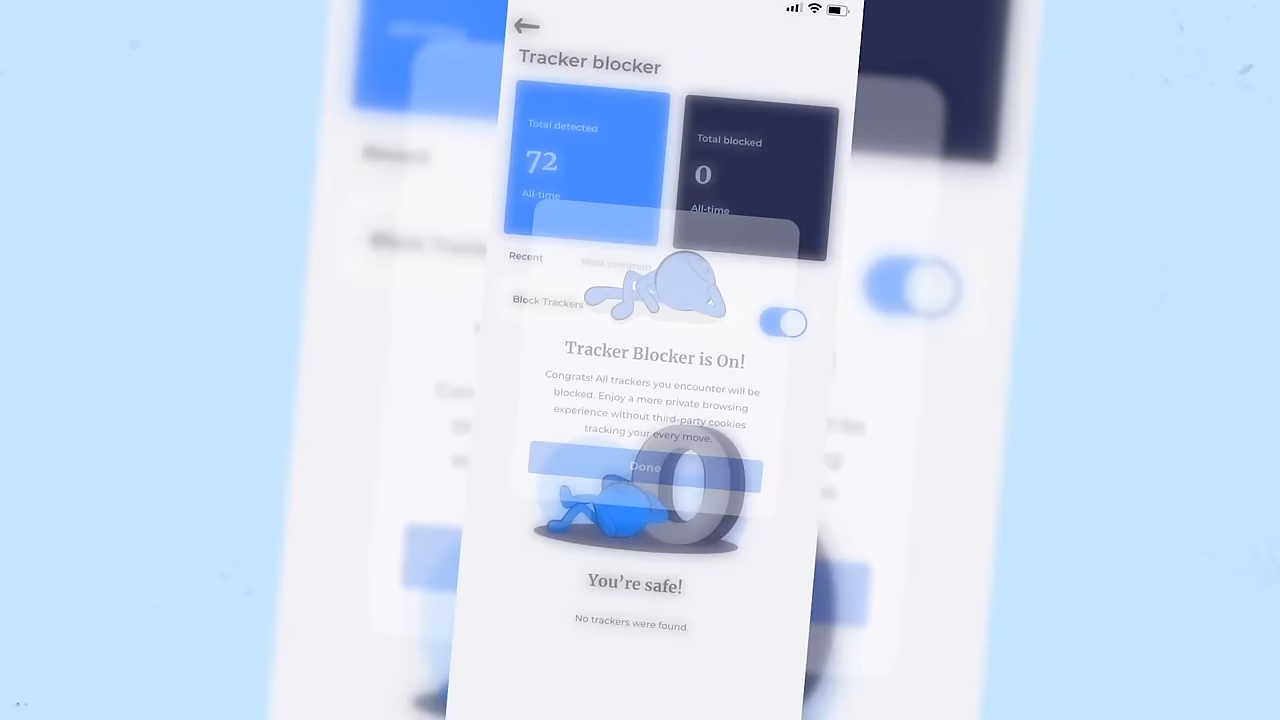 Tracker blocker
Total detected
72
All-time
Total blocked
0
All-time
Recent
Most common
Block Trackers
Tracker Blocker is On!
Congrats! All trackers you encounter will be
blocked. Enjoy a more private browsing
experience without third-party cookies
tracking your every move.
Done
You're safe!
No trackers were found.